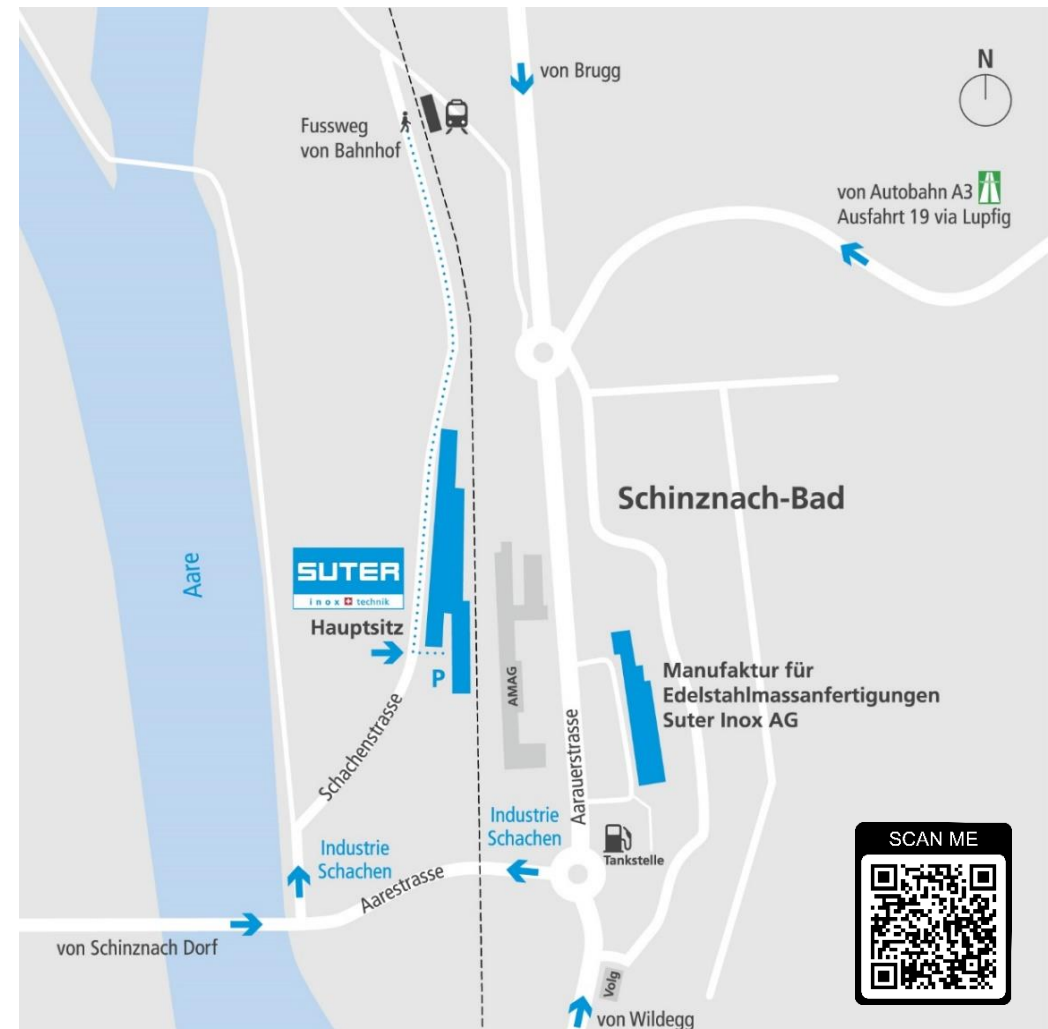 von Brugg
N
Fussweg
von Bahnhof
von Autobahn A3
Ausfahrt 19 via Lupfig
Schinznach-Bad
Aare
SUTER
inox technik
Hauptsitz
P
AMAG
Manufaktur für
Edelstahlmassanfertigungen
Suter Inox AG
Schachenstrasse
Aarauerstrasse
Industrie
Schachen
Industrie
Schachen
Tankstelle
SCAN ME
Aarestrasse
von Schinznach Dorf
Volg
von Wildegg